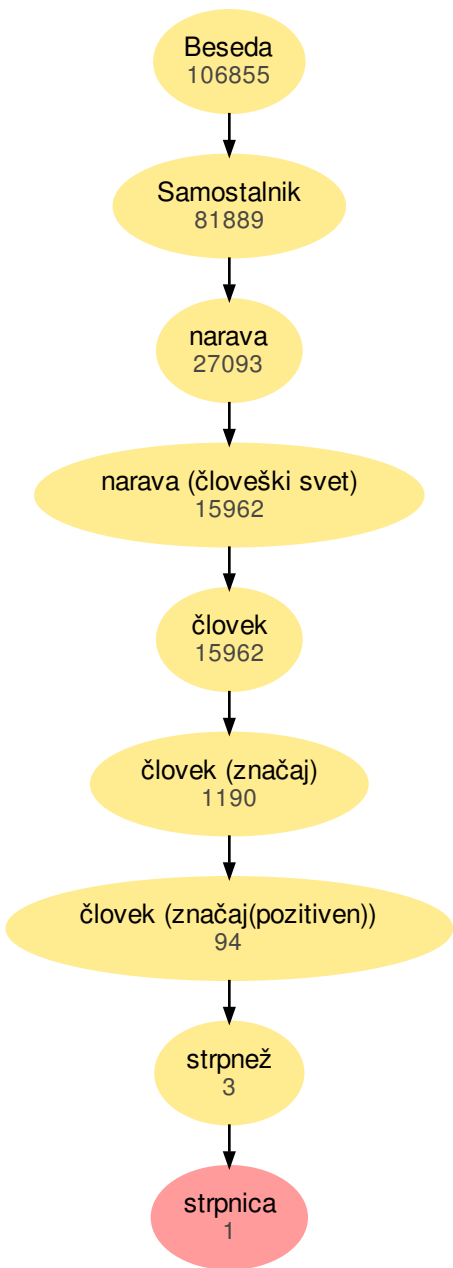 Beseda
106855
Samostalnik
81889
narava
27093
narava (človeški svet)
15962
človek
15962
človek (značaj)
1190
človek (značaj(pozitiven))
94
strpnež
3
strpnica
1